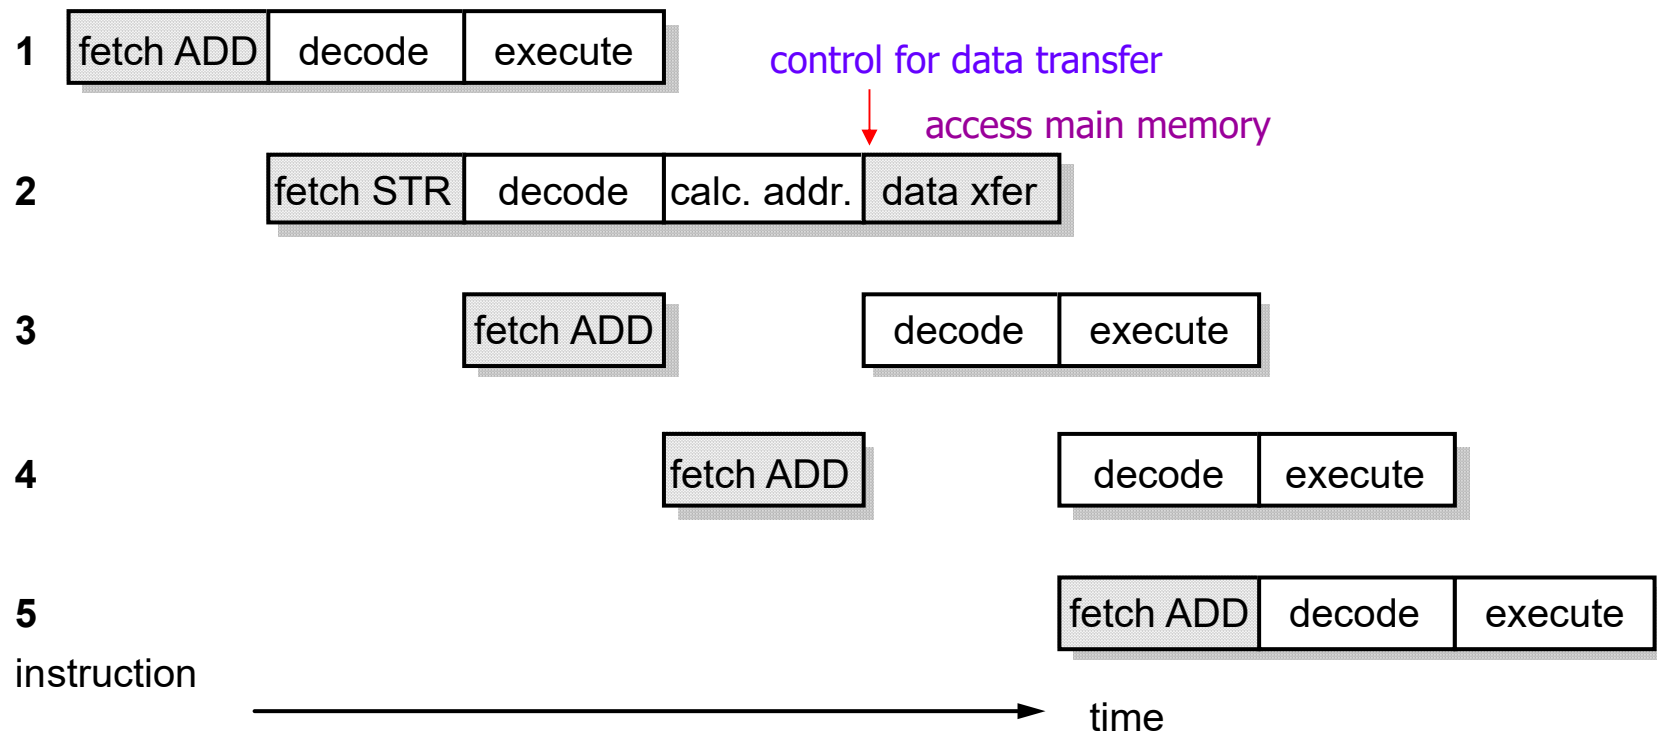 1 fetch ADD decode execute
control for data transfer
access main memory
2 fetch STR decode calc. addr. data xfer
3 fetch ADD decode execute
4 fetch ADD decode execute
5 fetch ADD decode execute
instruction
time